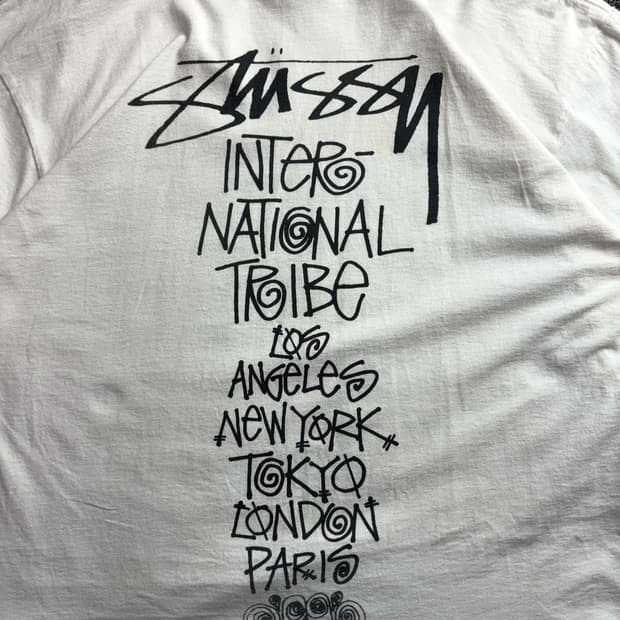 Stüssy
INTER-
NATIONAL
TRIBE
LOS
ANGELES
NEW YORK
TOKYO
LONDON
PARIS